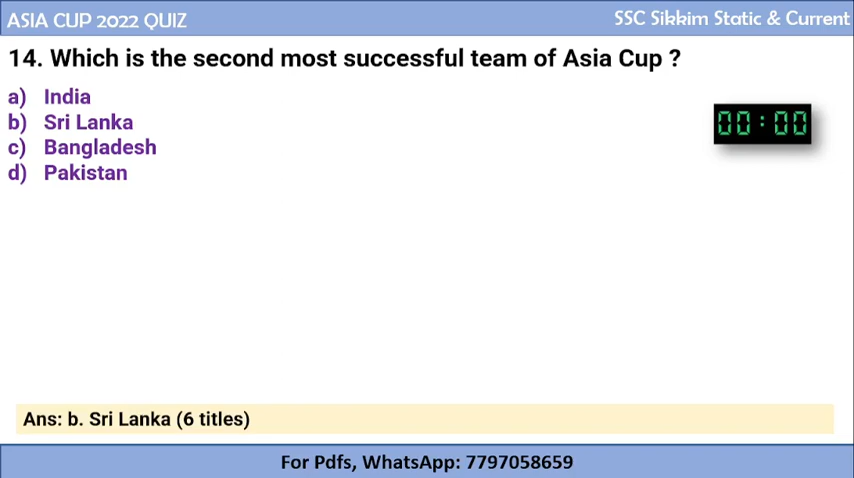 ASIA CUP 2022 QUIZ
SSC Sikkim Static & Current
14. Which is the second most successful team of Asia Cup ?
a) India
b) Sri Lanka
c) Bangladesh
d) Pakistan
00:00
Ans: b. Sri Lanka (6 titles)
For Pdfs, WhatsApp: 7797058659